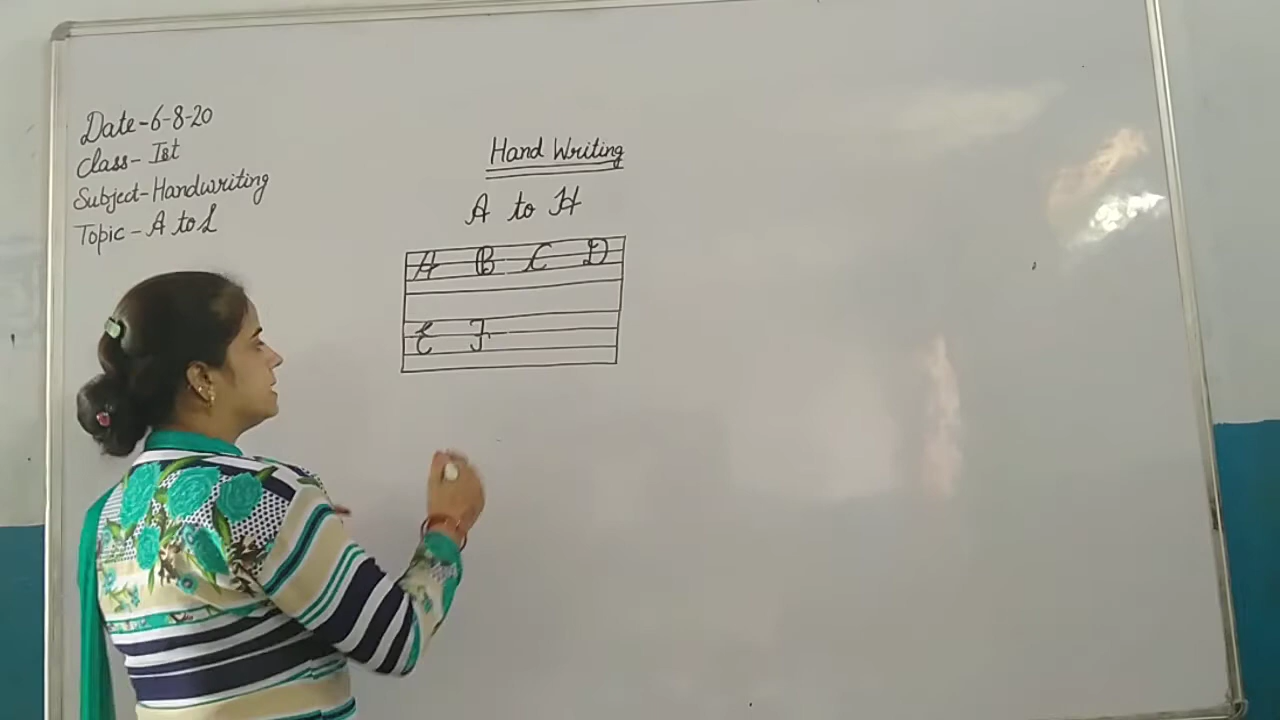 Date-6-8-20
Class-Ist
Subject-Handwriting
Topic-A to L
Hand Writing
A to H
A B C D
E F